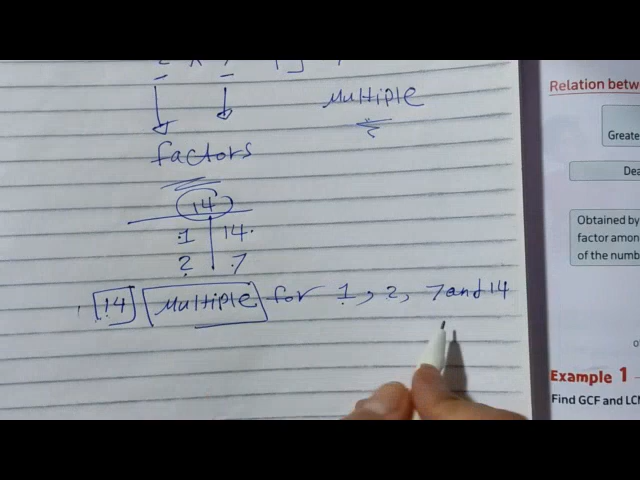 multiple
factors
14
1 14
2 7
14 multiple for 1, 2, 7 and 14
Relation betw
Greate
Dea
Obtained by
factor amon
of the numb
Example 1
Find GCF and LCM